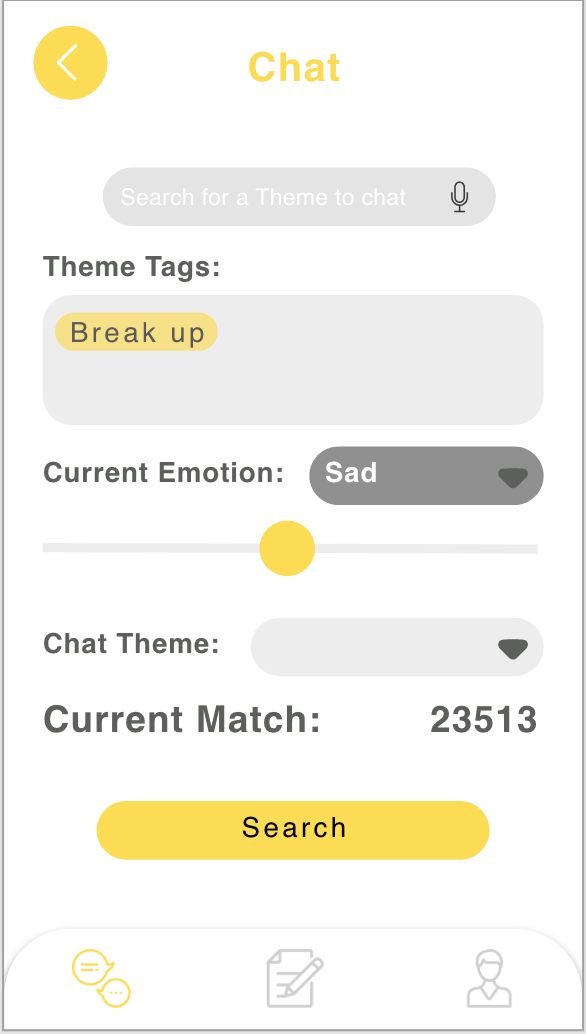 Chat
Search for a Theme to chat
Theme Tags:
Break up
Current Emotion: Sad
Chat Theme:
Current Match: 23513
Search